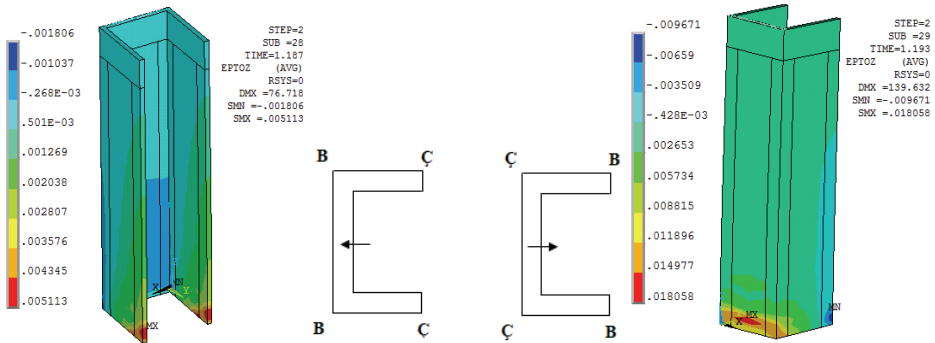 -.001806
-.001037
-.268E-03
.501E-03
.001269
.002038
.002807
.003576
.004345
.005113
STEP=2
SUB =28
TIME=1.187
EPTOZ (AVG)
RSYS=0
DMX =76.718
SMN =-.001806
SMX =.005113
X
MN
Y
MX
B Ç
B Ç
Ç B
Ç B
-.009671
-.00659
-.003509
-.428E-03
.002653
.005734
.008815
.011896
.014977
.018058
STEP=2
SUB =29
TIME=1.193
EPTOZ (AVG)
RSYS=0
DMX =139.632
SMN =-.009671
SMX =.018058
X
MX
MN